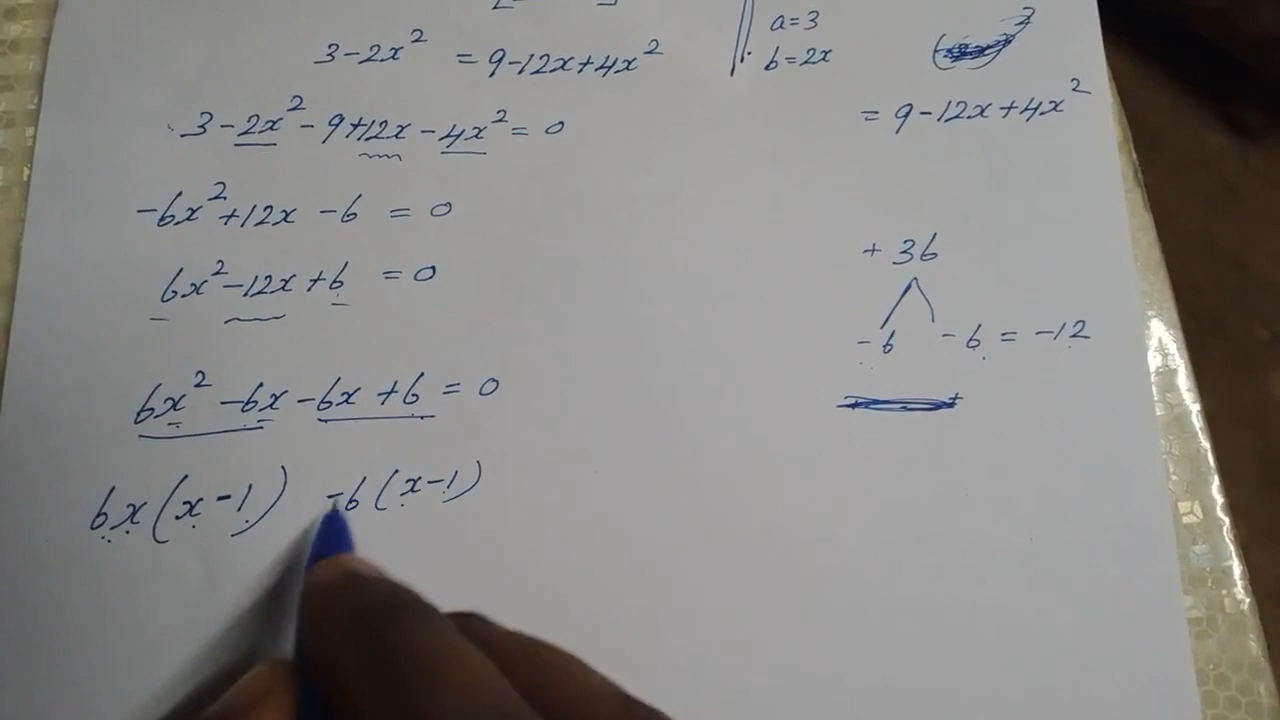 3-2x² = 9-12x+4x²
3-2x²-9+12x-4x²=0
-6x²+12x-6 = 0
6x²-12x+6 = 0
6x²-6x-6x+6=0
6x(x-1) -6(x-1)
a=3
b=2x
= 9-12x+4x²
+36
-6 -6 = -12